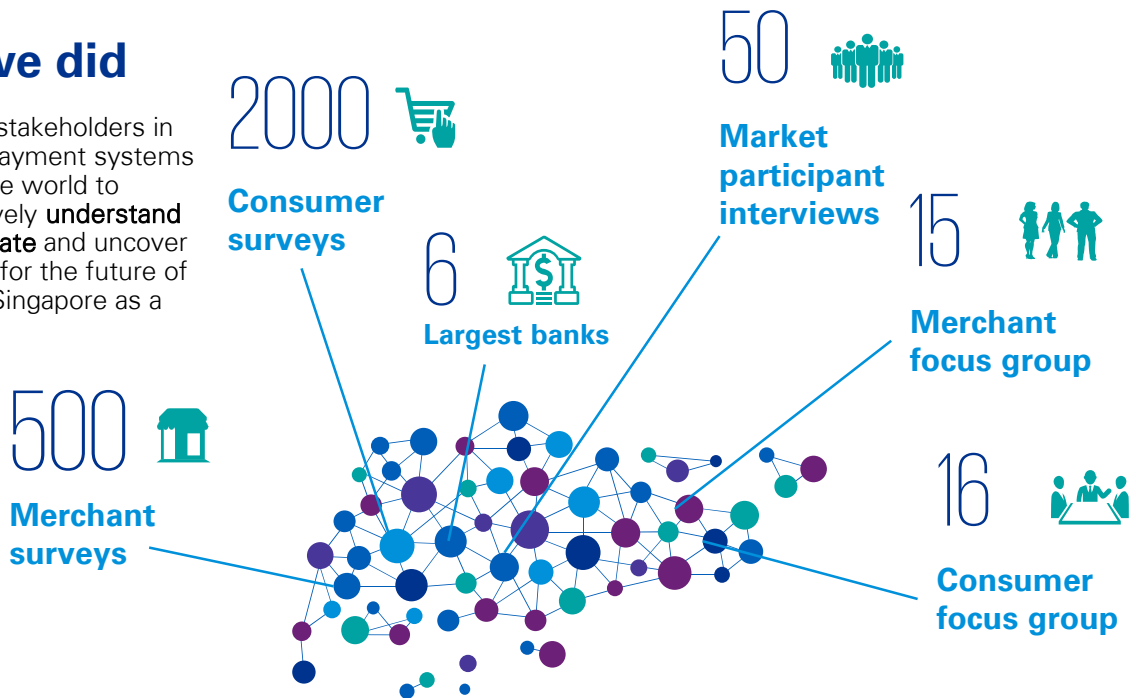 ve did
stakeholders in
ayment systems
e world to
vely understand
ate and uncover
for the future of
Singapore as a
2000
Consumer
surveys
50
Market
participant
interviews
6
Largest banks
15
Merchant
focus group
500
Merchant
surveys
16
Consumer
focus group